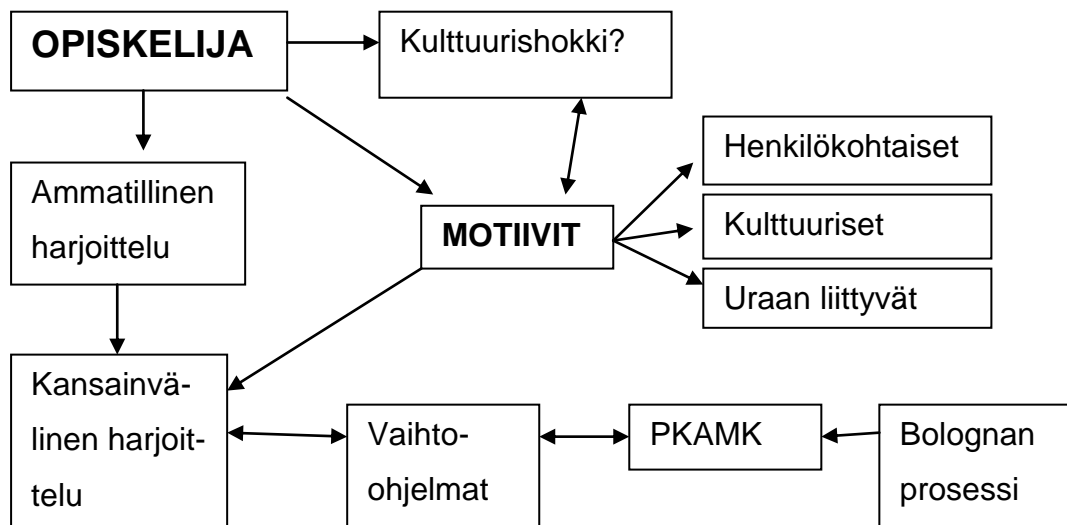 OPISKELIJA
Kulttuurishokki?
Henkilökohtaiset
Ammatillinen
harjoittelu
MOTIIVIT
Kulttuuriset
Uraan liittyvät
Kansainvä-
linen harjoit-
telu
Vaihto-
ohjelmat
PKAMK
Bolognan
prosessi